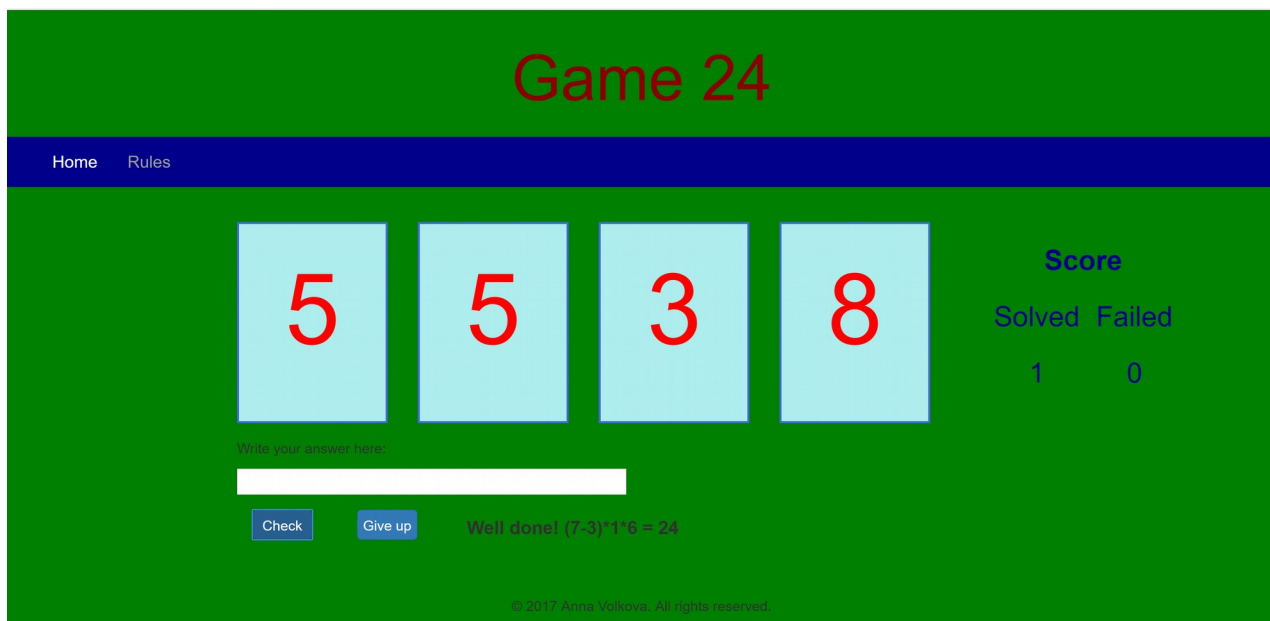 Game 24
Home Rules
5 5 3 8
Score
Solved Failed
1 0
Write your answer here:
Check Give up Well done! (7-3)*1*6 = 24
© 2017 Anna Volkova. All rights reserved.